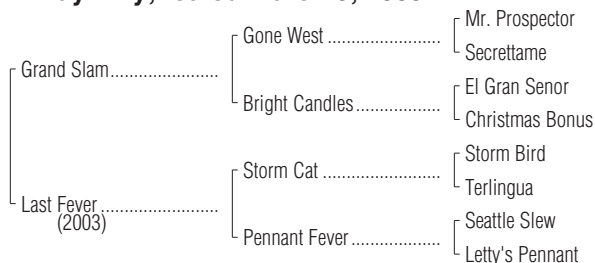 Mr. Prospector
Gone West
Secrettame
Grand Slam
El Gran Senor
Bright Candles
Christmas Bonus
Storm Bird
Storm Cat
Terlingua
Last Fever
(2003)
Seattle Slew
Pennant Fever
Letty's Pennant